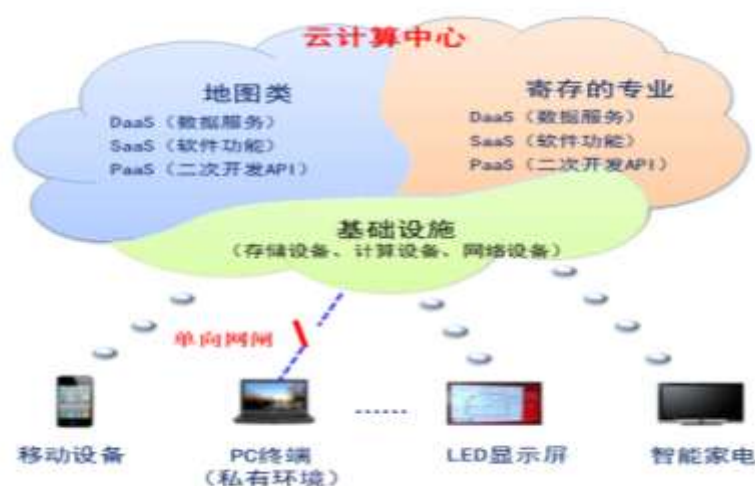 云计算中心
地图类
DaaS（数据服务）
SaaS（软件功能）
PaaS（二次开发API）
寄存的专业
DaaS（数据服务）
SaaS（软件功能）
PaaS（二次开发API）
基础设施
（存储设备、计算设备、网络设备）
单向网闸
移动设备
PC终端
（私有环境）
LED显示屏
智能家电